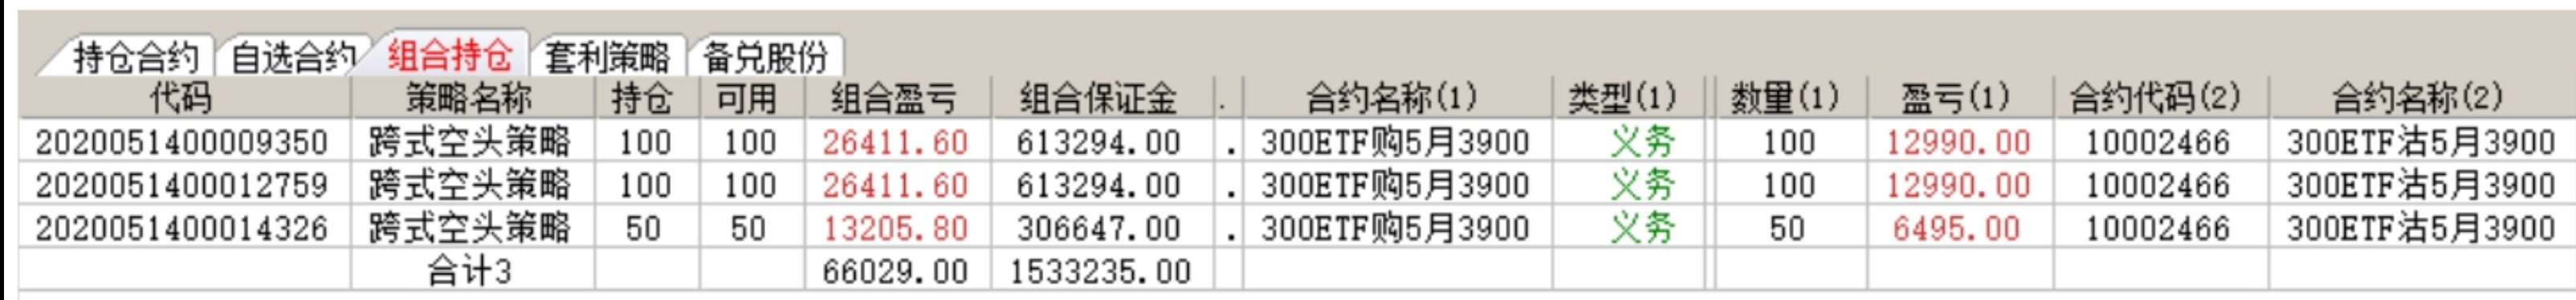 持仓合约 自选合约 组合持仓 套利策略 备兑股份
代码 策略名称 持仓 可用 组合盈亏 组合保证金 . 合约名称(1) 类型(1) 数量(1) 盈亏(1) 合约代码(2) 合约名称(2)
2020051400009350 跨式空头策略 100 100 26411.60 613294.00 . 300ETF购5月3900 义务 100 12990.00 10002466 300ETF沽5月3900
2020051400012759 跨式空头策略 100 100 26411.60 613294.00 . 300ETF购5月3900 义务 100 12990.00 10002466 300ETF沽5月3900
2020051400014326 跨式空头策略 50 50 13205.80 306647.00 . 300ETF购5月3900 义务 50 6495.00 10002466 300ETF沽5月3900
合计3 66029.00 1533235.00